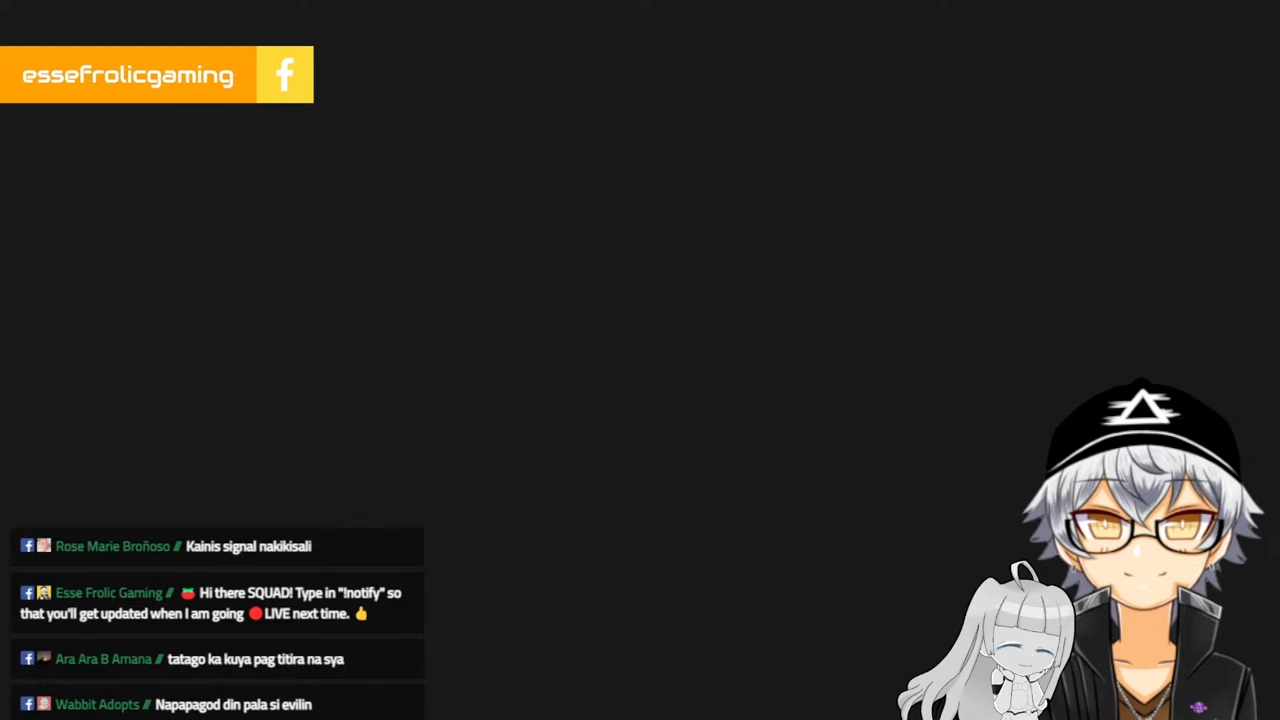 essefrolicgaming
Rose Marie Broñoso // Kainis signal nakikisali
Esse Frolic Gaming // 🍅 Hi there SQUAD! Type in "!notify" so
that you'll get updated when I am going 🔴LIVE next time. 👍
Ara Ara B Amana // tatago ka kuya pag titira na sya
Wabbit Adopts // Napapagod din pala si evilin